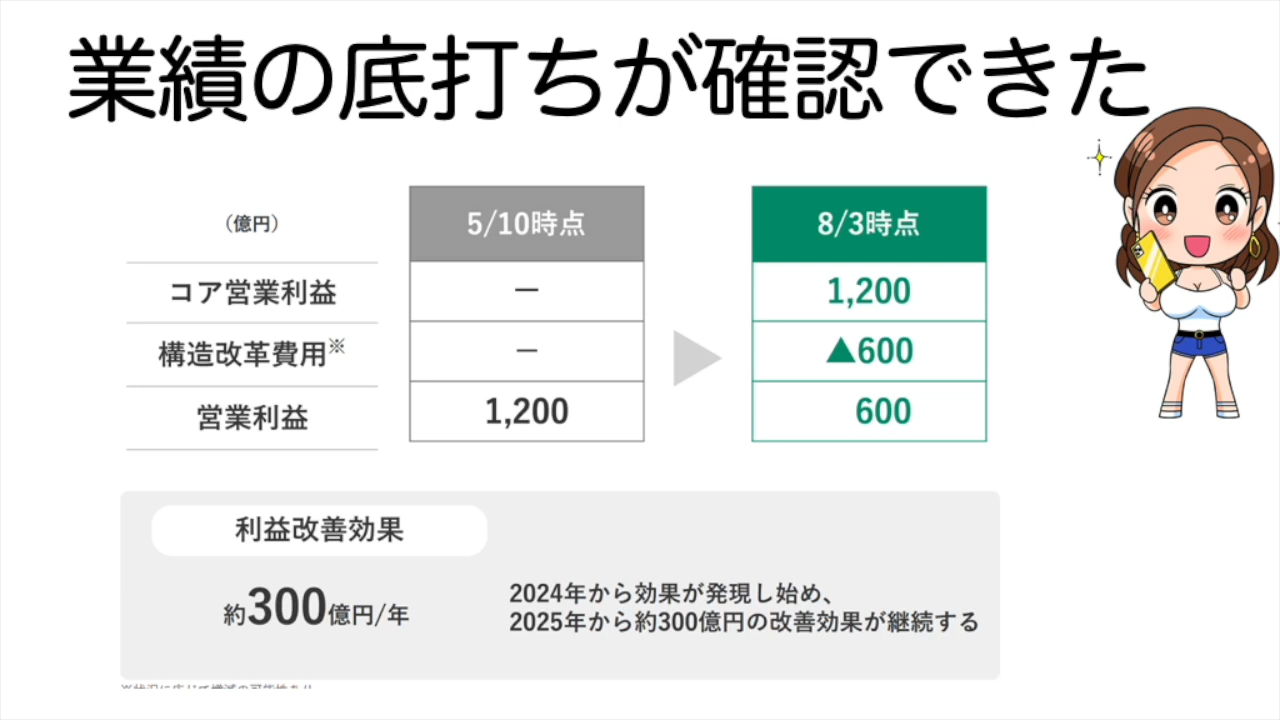 業績の底打ちが確認できた
（億円） 5/10時点 8/3時点
コア営業利益 － 1,200
構造改革費用※ － ▲600
営業利益 1,200 600
利益改善効果
約300億円/年
2024年から効果が発現し始め、
2025年から約300億円の改善効果が継続する